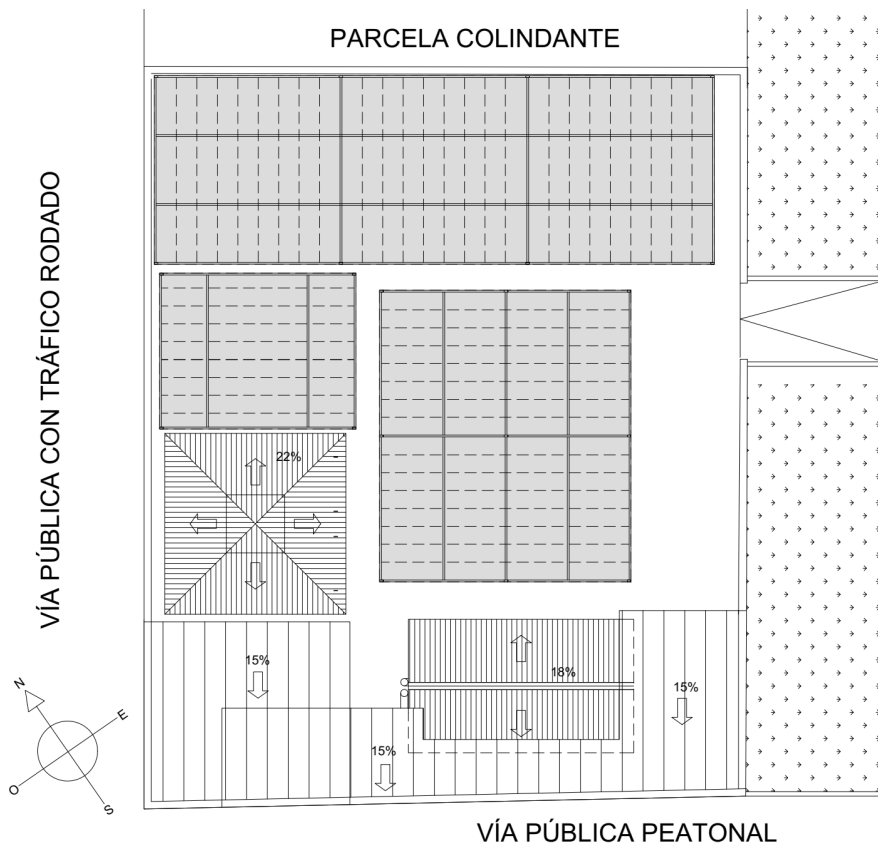 PARCELA COLINDANTE
VÍA PÚBLICA CON TRÁFICO RODADO
22%
15%
18%
15%
15%
N
E
O
S
VÍA PÚBLICA PEATONAL